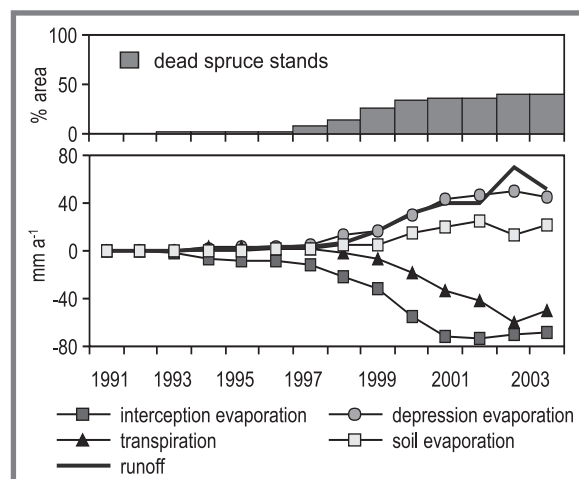 100
50
0
% area
dead spruce stands
80
40
0
-40
-80
mm a⁻¹
1991 1993 1995 1997 1999 2001 2003
interception evaporation
depression evaporation
transpiration
soil evaporation
runoff